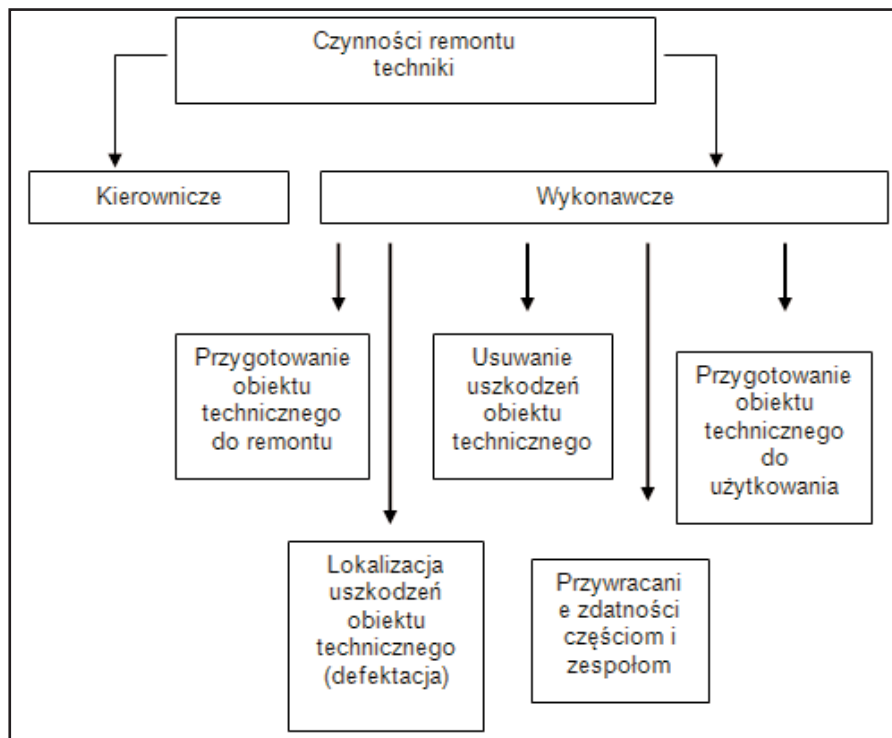 Czynności remontu
techniki
Kierownicze
Wykonawcze
Przygotowanie
obiektu
technicznego
do remontu
Usuwanie
uszkodzeń
obiektu
technicznego
Przygotowanie
obiektu
technicznego
do
użytkowania
Lokalizacja
uszkodzeń
obiektu
technicznego
(defektacja)
Przywracani
e zdatności
częściom i
zespołom